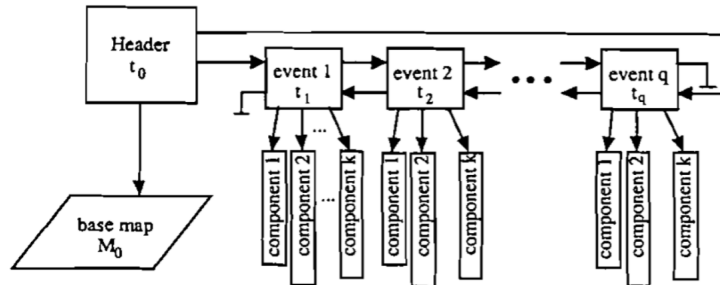 Header
t0
event 1
t1
event 2
t2
event q
tq
...
component 1
component 2
...
component k
component 1
component 2
component k
component 1
component 2
component k
base map
M0